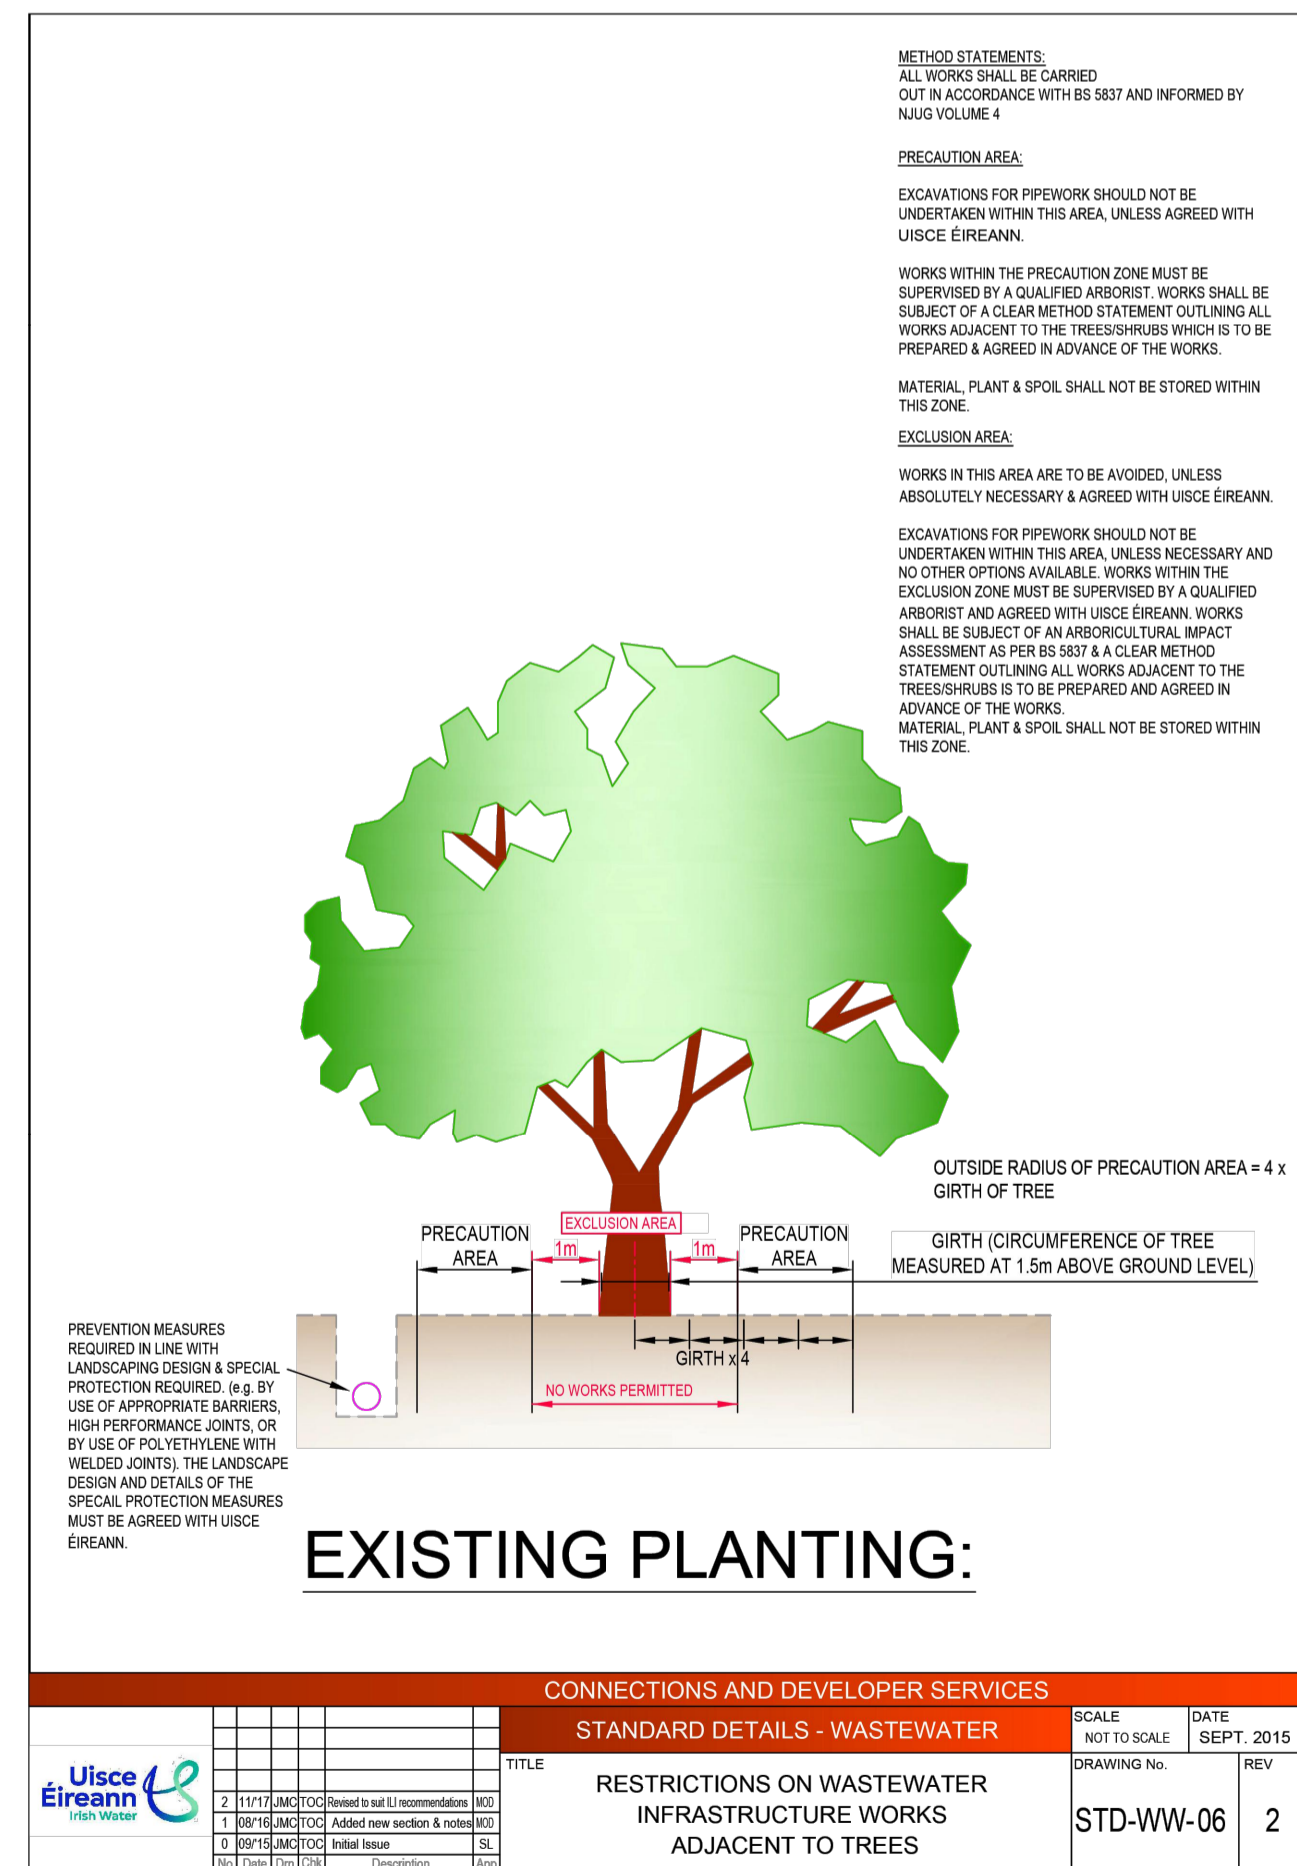 METHOD STATEMENTS:
ALL WORKS SHALL BE CARRIED
OUT IN ACCORDANCE WITH BS 5837 AND INFORMED BY
NJUG VOLUME 4
PRECAUTION AREA:
EXCAVATIONS FOR PIPEWORK SHOULD NOT BE
UNDERTAKEN WITHIN THIS AREA, UNLESS AGREED WITH
UISCE ÉIREANN.
WORKS WITHIN THE PRECAUTION ZONE MUST BE
SUPERVISED BY A QUALIFIED ARBORIST. WORKS SHALL BE
SUBJECT OF A CLEAR METHOD STATEMENT OUTLINING ALL
WORKS ADJACENT TO THE TREES/SHRUBS WHICH IS TO BE
PREPARED & AGREED IN ADVANCE OF THE WORKS.
MATERIAL, PLANT & SPOIL SHALL NOT BE STORED WITHIN
THIS ZONE.
EXCLUSION AREA:
WORKS IN THIS AREA ARE TO BE AVOIDED, UNLESS
ABSOLUTELY NECESSARY & AGREED WITH UISCE ÉIREANN.
EXCAVATIONS FOR PIPEWORK SHOULD NOT BE
UNDERTAKEN WITHIN THIS AREA, UNLESS NECESSARY AND
NO OTHER OPTIONS AVAILABLE. WORKS WITHIN THE
EXCLUSION ZONE MUST BE SUPERVISED BY A QUALIFIED
ARBORIST AND AGREED WITH UISCE ÉIREANN. WORKS
SHALL BE SUBJECT OF AN ARBORICULTURAL IMPACT
ASSESSMENT AS PER BS 5837 & A CLEAR METHOD
STATEMENT OUTLINING ALL WORKS ADJACENT TO THE
TREES/SHRUBS IS TO BE PREPARED AND AGREED IN
ADVANCE OF THE WORKS.
MATERIAL, PLANT & SPOIL SHALL NOT BE STORED WITHIN
THIS ZONE.
OUTSIDE RADIUS OF PRECAUTION AREA = 4 x
GIRTH OF TREE
EXCLUSION AREA
PRECAUTION
AREA
1m
1m
PRECAUTION
AREA
GIRTH (CIRCUMFERENCE OF TREE
MEASURED AT 1.5m ABOVE GROUND LEVEL)
GIRTH x 4
NO WORKS PERMITTED
PREVENTION MEASURES
REQUIRED IN LINE WITH
LANDSCAPING DESIGN & SPECIAL
PROTECTION REQUIRED. (e.g. BY
USE OF APPROPRIATE BARRIERS,
HIGH PERFORMANCE JOINTS, OR
BY USE OF POLYETHYLENE WITH
WELDED JOINTS). THE LANDSCAPE
DESIGN AND DETAILS OF THE
SPECAIL PROTECTION MEASURES
MUST BE AGREED WITH UISCE
ÉIREANN.
EXISTING PLANTING:
CONNECTIONS AND DEVELOPER SERVICES
STANDARD DETAILS - WASTEWATER
SCALE
NOT TO SCALE
DATE
SEPT. 2015
TITLE
RESTRICTIONS ON WASTEWATER
INFRASTRUCTURE WORKS
ADJACENT TO TREES
DRAWING No.
STD-WW-06
REV
2
Uisce
Éireann
Irish Water
2 11/'17 JMC TOC Revised to suit ILI recommendations MOD
1 08/'16 JMC TOC Added new section & notes MOD
0 09/'15 JMC TOC Initial Issue SL
No Date Drn Chk Description App